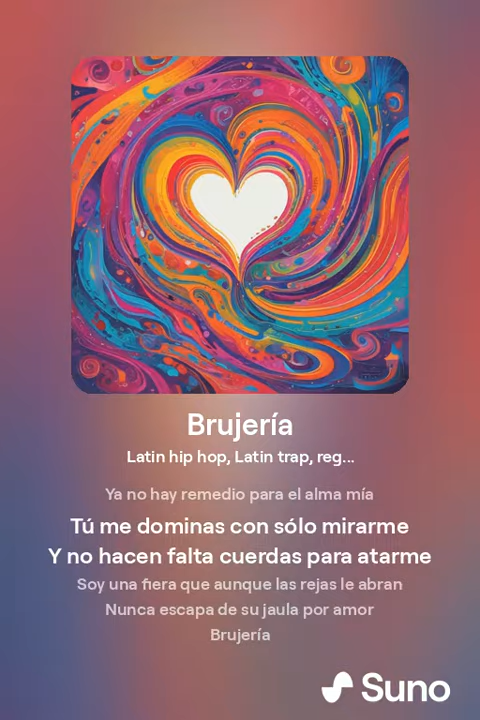 Brujería
Latin hip hop, Latin trap, reg...
Ya no hay remedio para el alma mía
Tú me dominas con sólo mirarme
Y no hacen falta cuerdas para atarme
Soy una fiera que aunque las rejas le abran
Nunca escapa de su jaula por amor
Brujería
Suno